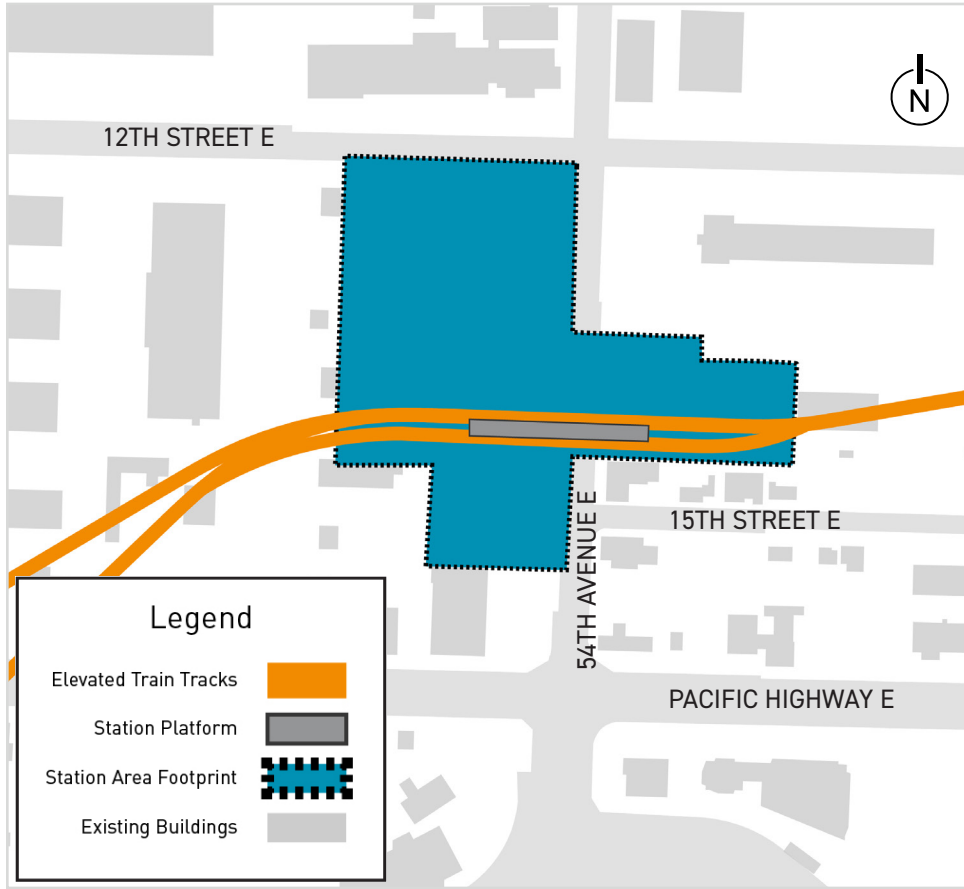 12TH STREET E
N
15TH STREET E
54TH AVENUE E
PACIFIC HIGHWAY E
Legend
Elevated Train Tracks
Station Platform
Station Area Footprint
Existing Buildings